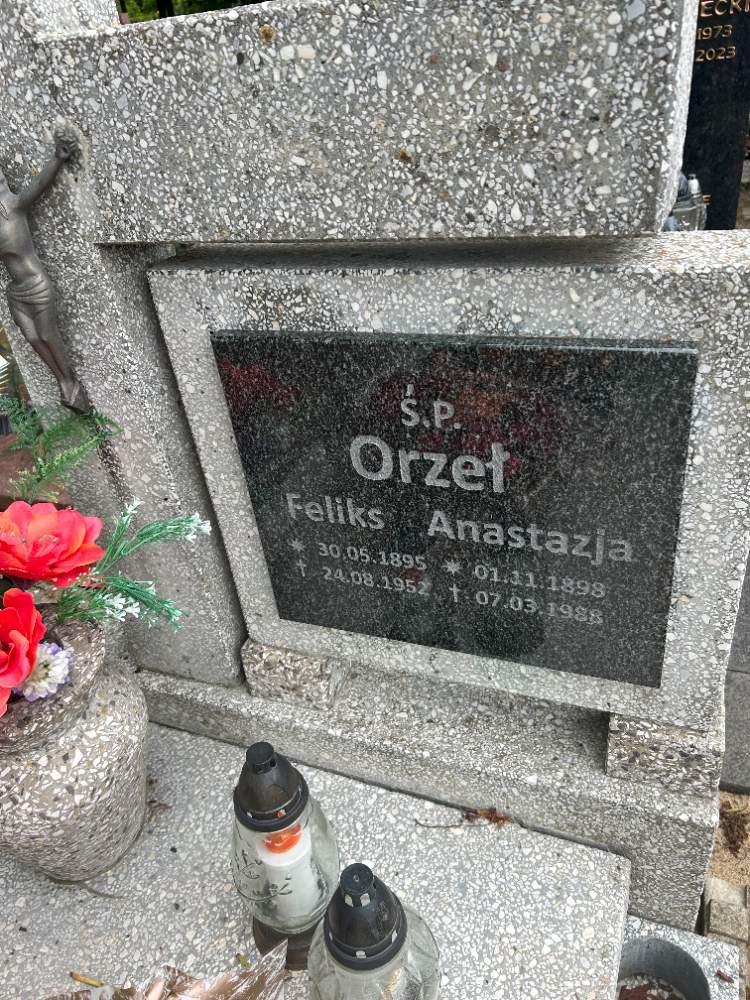 Ś.P.
Orzeł
Feliks Anastazja
* 30.05.1895 * 01.11.1898
† 24.08.1952 † 07.03.1988
1973
2023